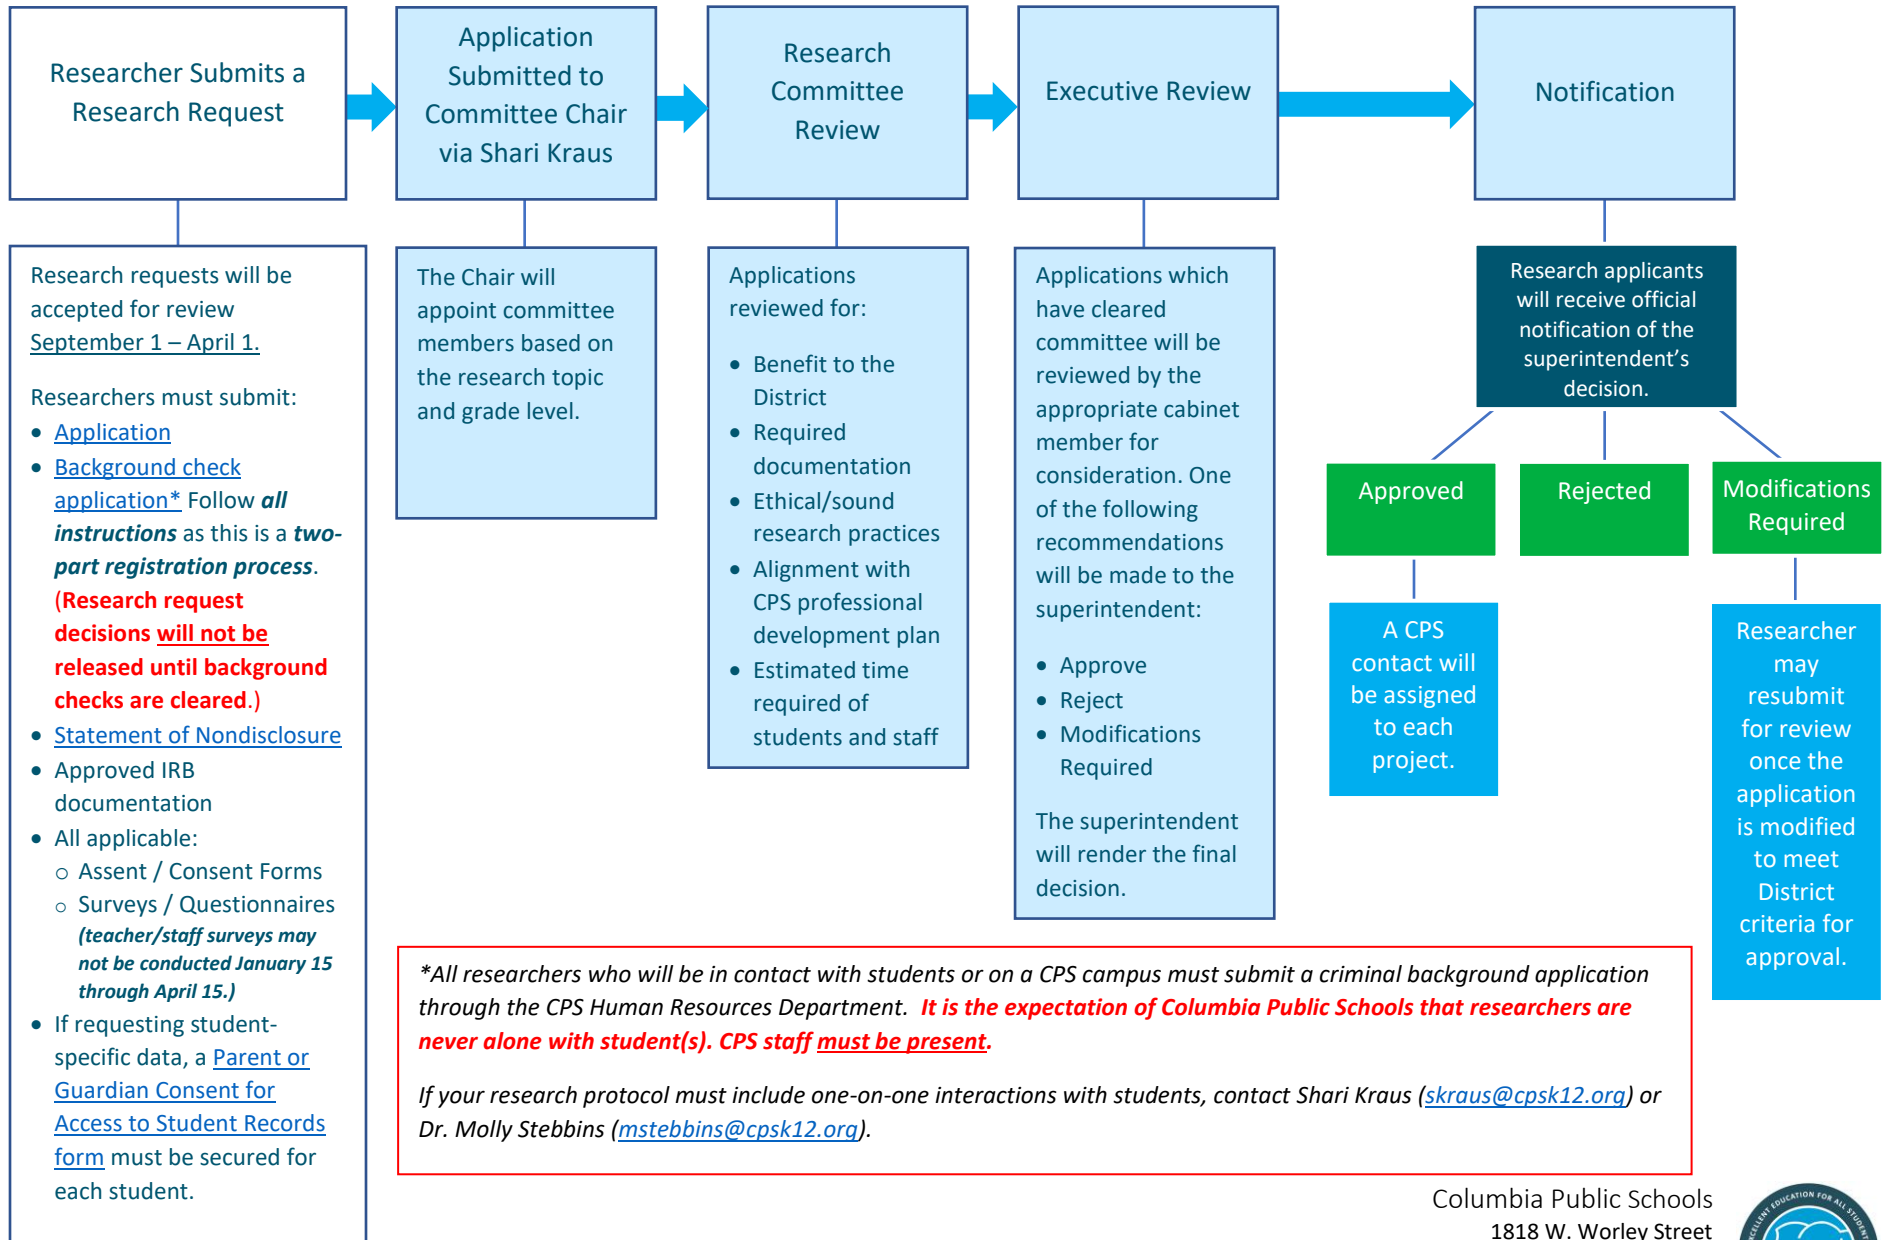 Researcher Submits a
Research Request
Application
Submitted to
Committee Chair
via Shari Kraus
Research
Committee
Review
Executive Review
Notification
Research requests will be
accepted for review
September 1 – April 1.
Researchers must submit:
• Application
• Background check
application* Follow all
instructions as this is a two-
part registration process.
(Research request
decisions will not be
released until background
checks are cleared.)
• Statement of Nondisclosure
• Approved IRB
documentation
• All applicable:
o Assent / Consent Forms
o Surveys / Questionnaires
(teacher/staff surveys may
not be conducted January 15
through April 15.)
• If requesting student-
specific data, a Parent or
Guardian Consent for
Access to Student Records
form must be secured for
each student.
The Chair will
appoint committee
members based on
the research topic
and grade level.
Applications
reviewed for:
• Benefit to the
District
• Required
documentation
• Ethical/sound
research practices
• Alignment with
CPS professional
development plan
• Estimated time
required of
students and staff
Applications which
have cleared
committee will be
reviewed by the
appropriate cabinet
member for
consideration. One
of the following
recommendations
will be made to the
superintendent:
• Approve
• Reject
• Modifications
Required
The superintendent
will render the final
decision.
Research applicants
will receive official
notification of the
superintendent’s
decision.
Approved
Rejected
Modifications
Required
A CPS
contact will
be assigned
to each
project.
Researcher
may
resubmit
for review
once the
application
is modified
to meet
District
criteria for
approval.
*All researchers who will be in contact with students or on a CPS campus must submit a criminal background application
through the CPS Human Resources Department. It is the expectation of Columbia Public Schools that researchers are
never alone with student(s). CPS staff must be present.
If your research protocol must include one-on-one interactions with students, contact Shari Kraus (skraus@cpsk12.org) or
Dr. Molly Stebbins (mstebbins@cpsk12.org).
Columbia Public Schools
1818 W. Worley Street
EXCELLENT EDUCATION FOR ALL STUDENTS